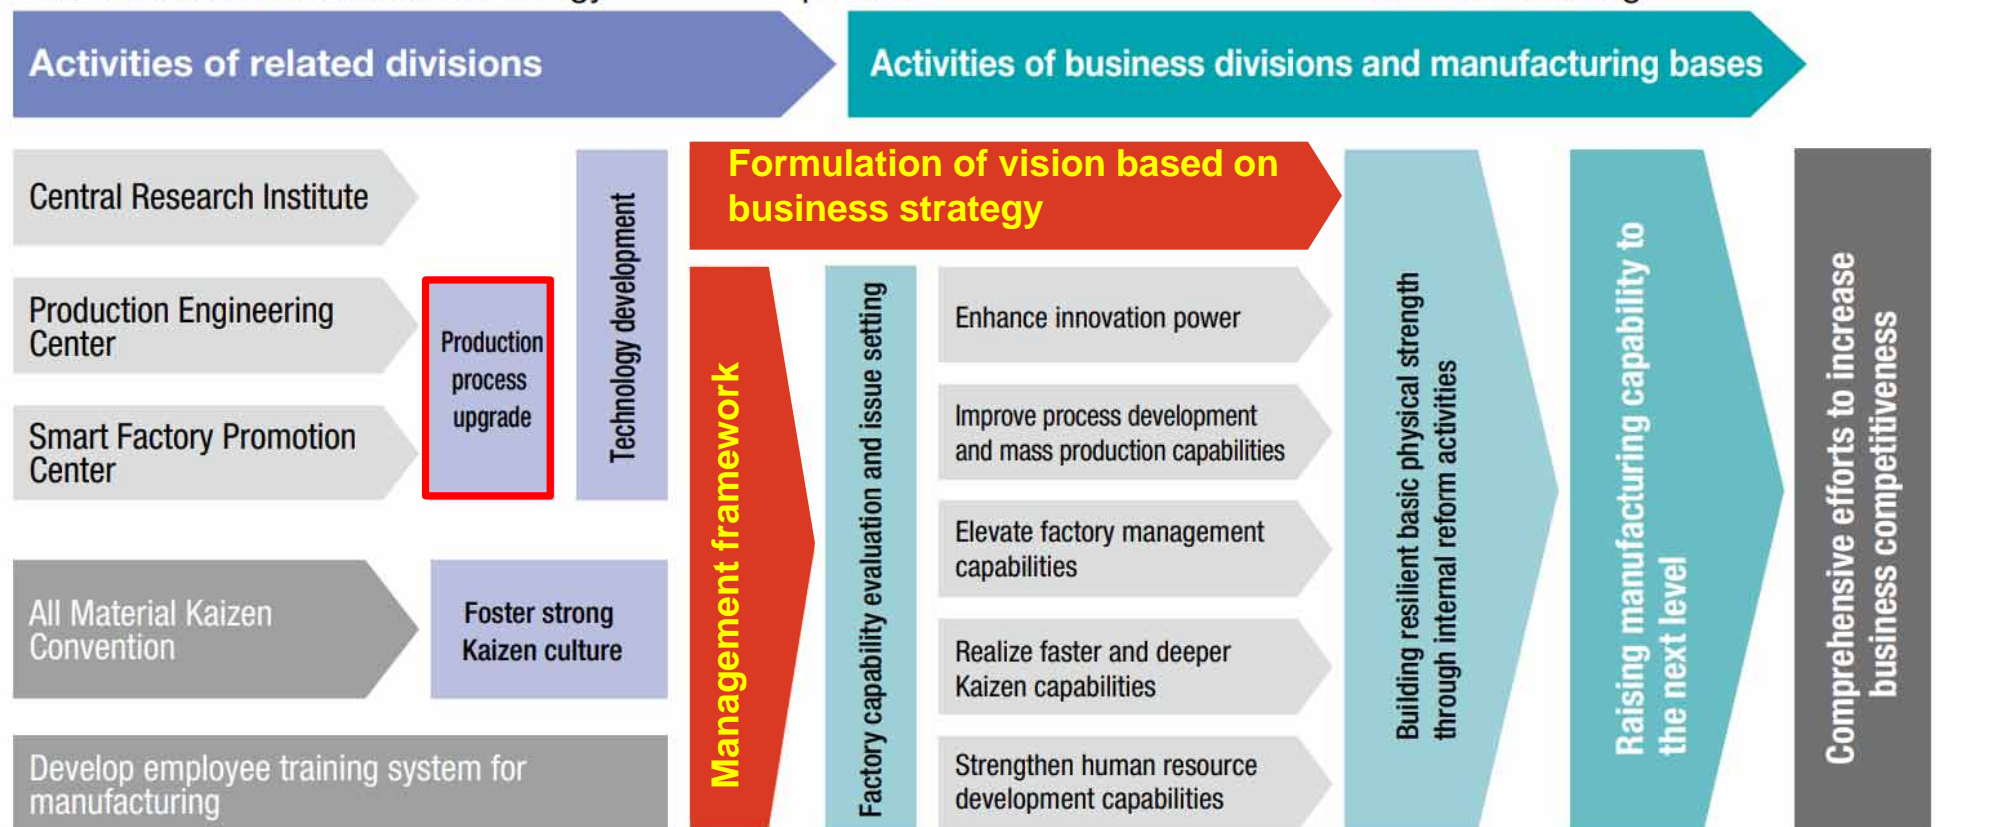 Activities of related divisions
Activities of business divisions and manufacturing bases
Central Research Institute
Production Engineering
Center
Smart Factory Promotion
Center
Production
process
upgrade
Technology development
All Material Kaizen
Convention
Foster strong
Kaizen culture
Develop employee training system for
manufacturing
Formulation of vision based on
business strategy
Management framework
Factory capability evaluation and issue setting
Enhance innovation power
Improve process development
and mass production capabilities
Elevate factory management
capabilities
Realize faster and deeper
Kaizen capabilities
Strengthen human resource
development capabilities
Building resilient basic physical strength
through internal reform activities
Raising manufacturing capability to
the next level
Comprehensive efforts to increase
business competitiveness